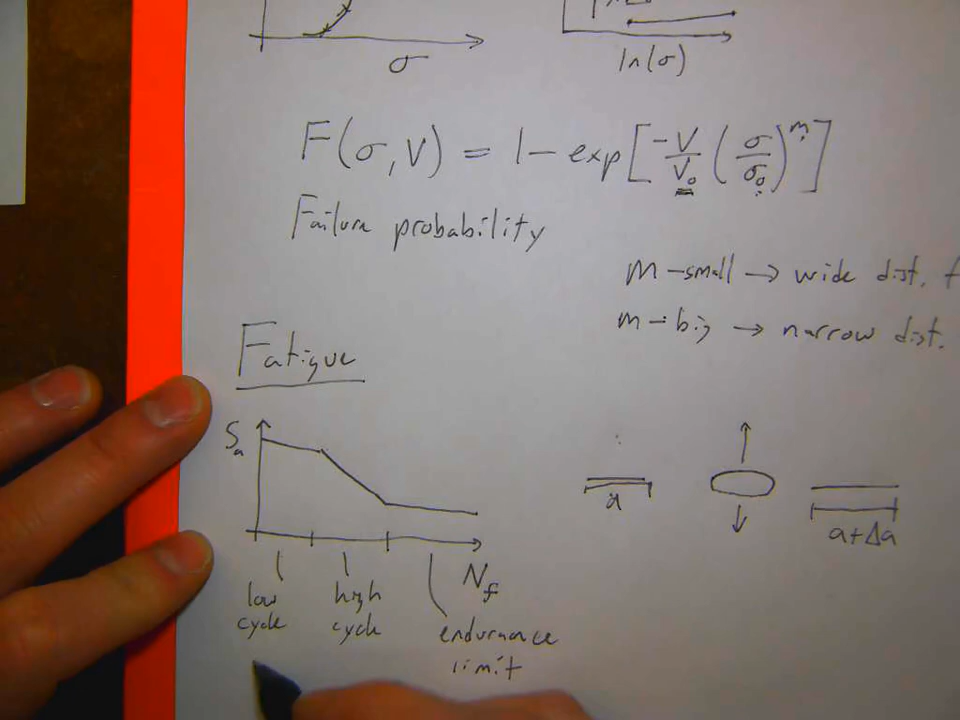 σ
ln(σ)
F(σ,V) = 1-exp[-V/V₀ (σ/σ₀)^m]
Failure probability
m-small → wide dist.
m-big → narrow dist.
Fatigue
Sₐ
a
a+Δa
N_f
low cycle
high cycle
endurance limit